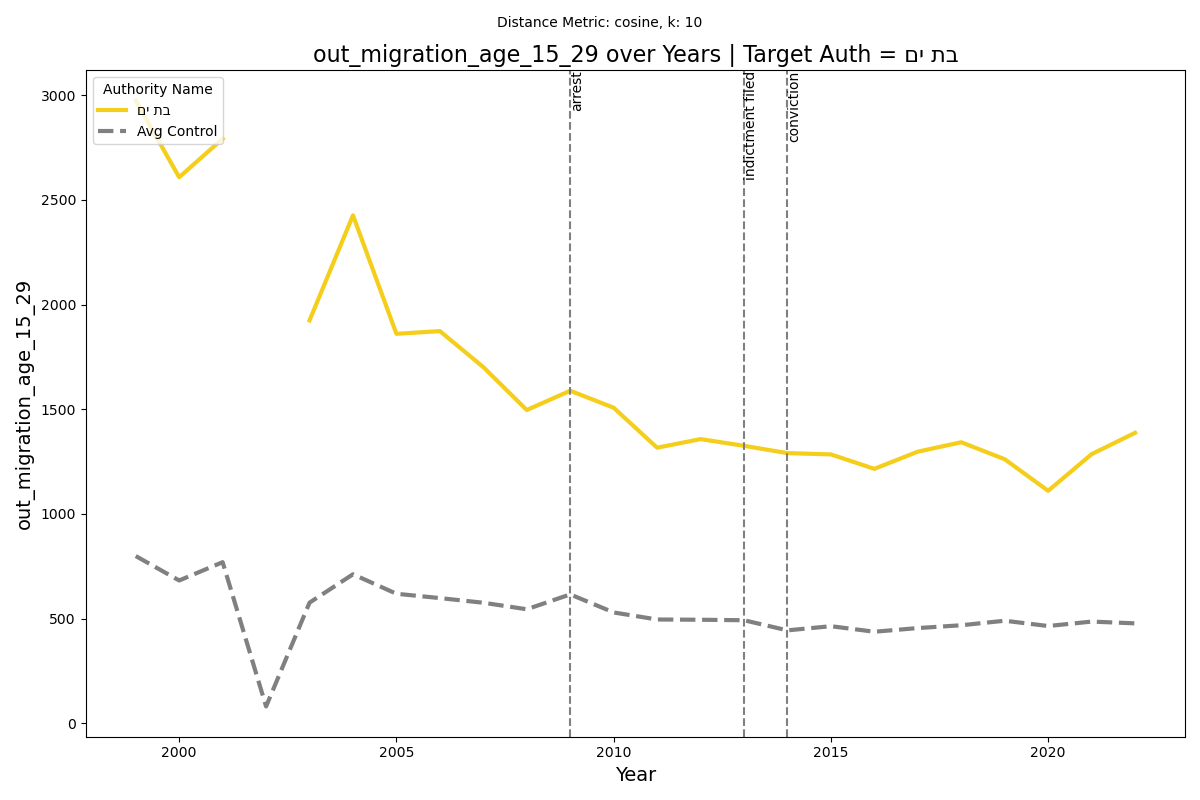 Distance Metric: cosine, k: 10
out_migration_age_15_29 over Years | Target Auth = בת ים
Authority Name
בת ים
Avg Control
arrest
indictment filed
conviction
out_migration_age_15_29
3000
2500
2000
1500
1000
500
0
2000
2005
2010
2015
2020
Year